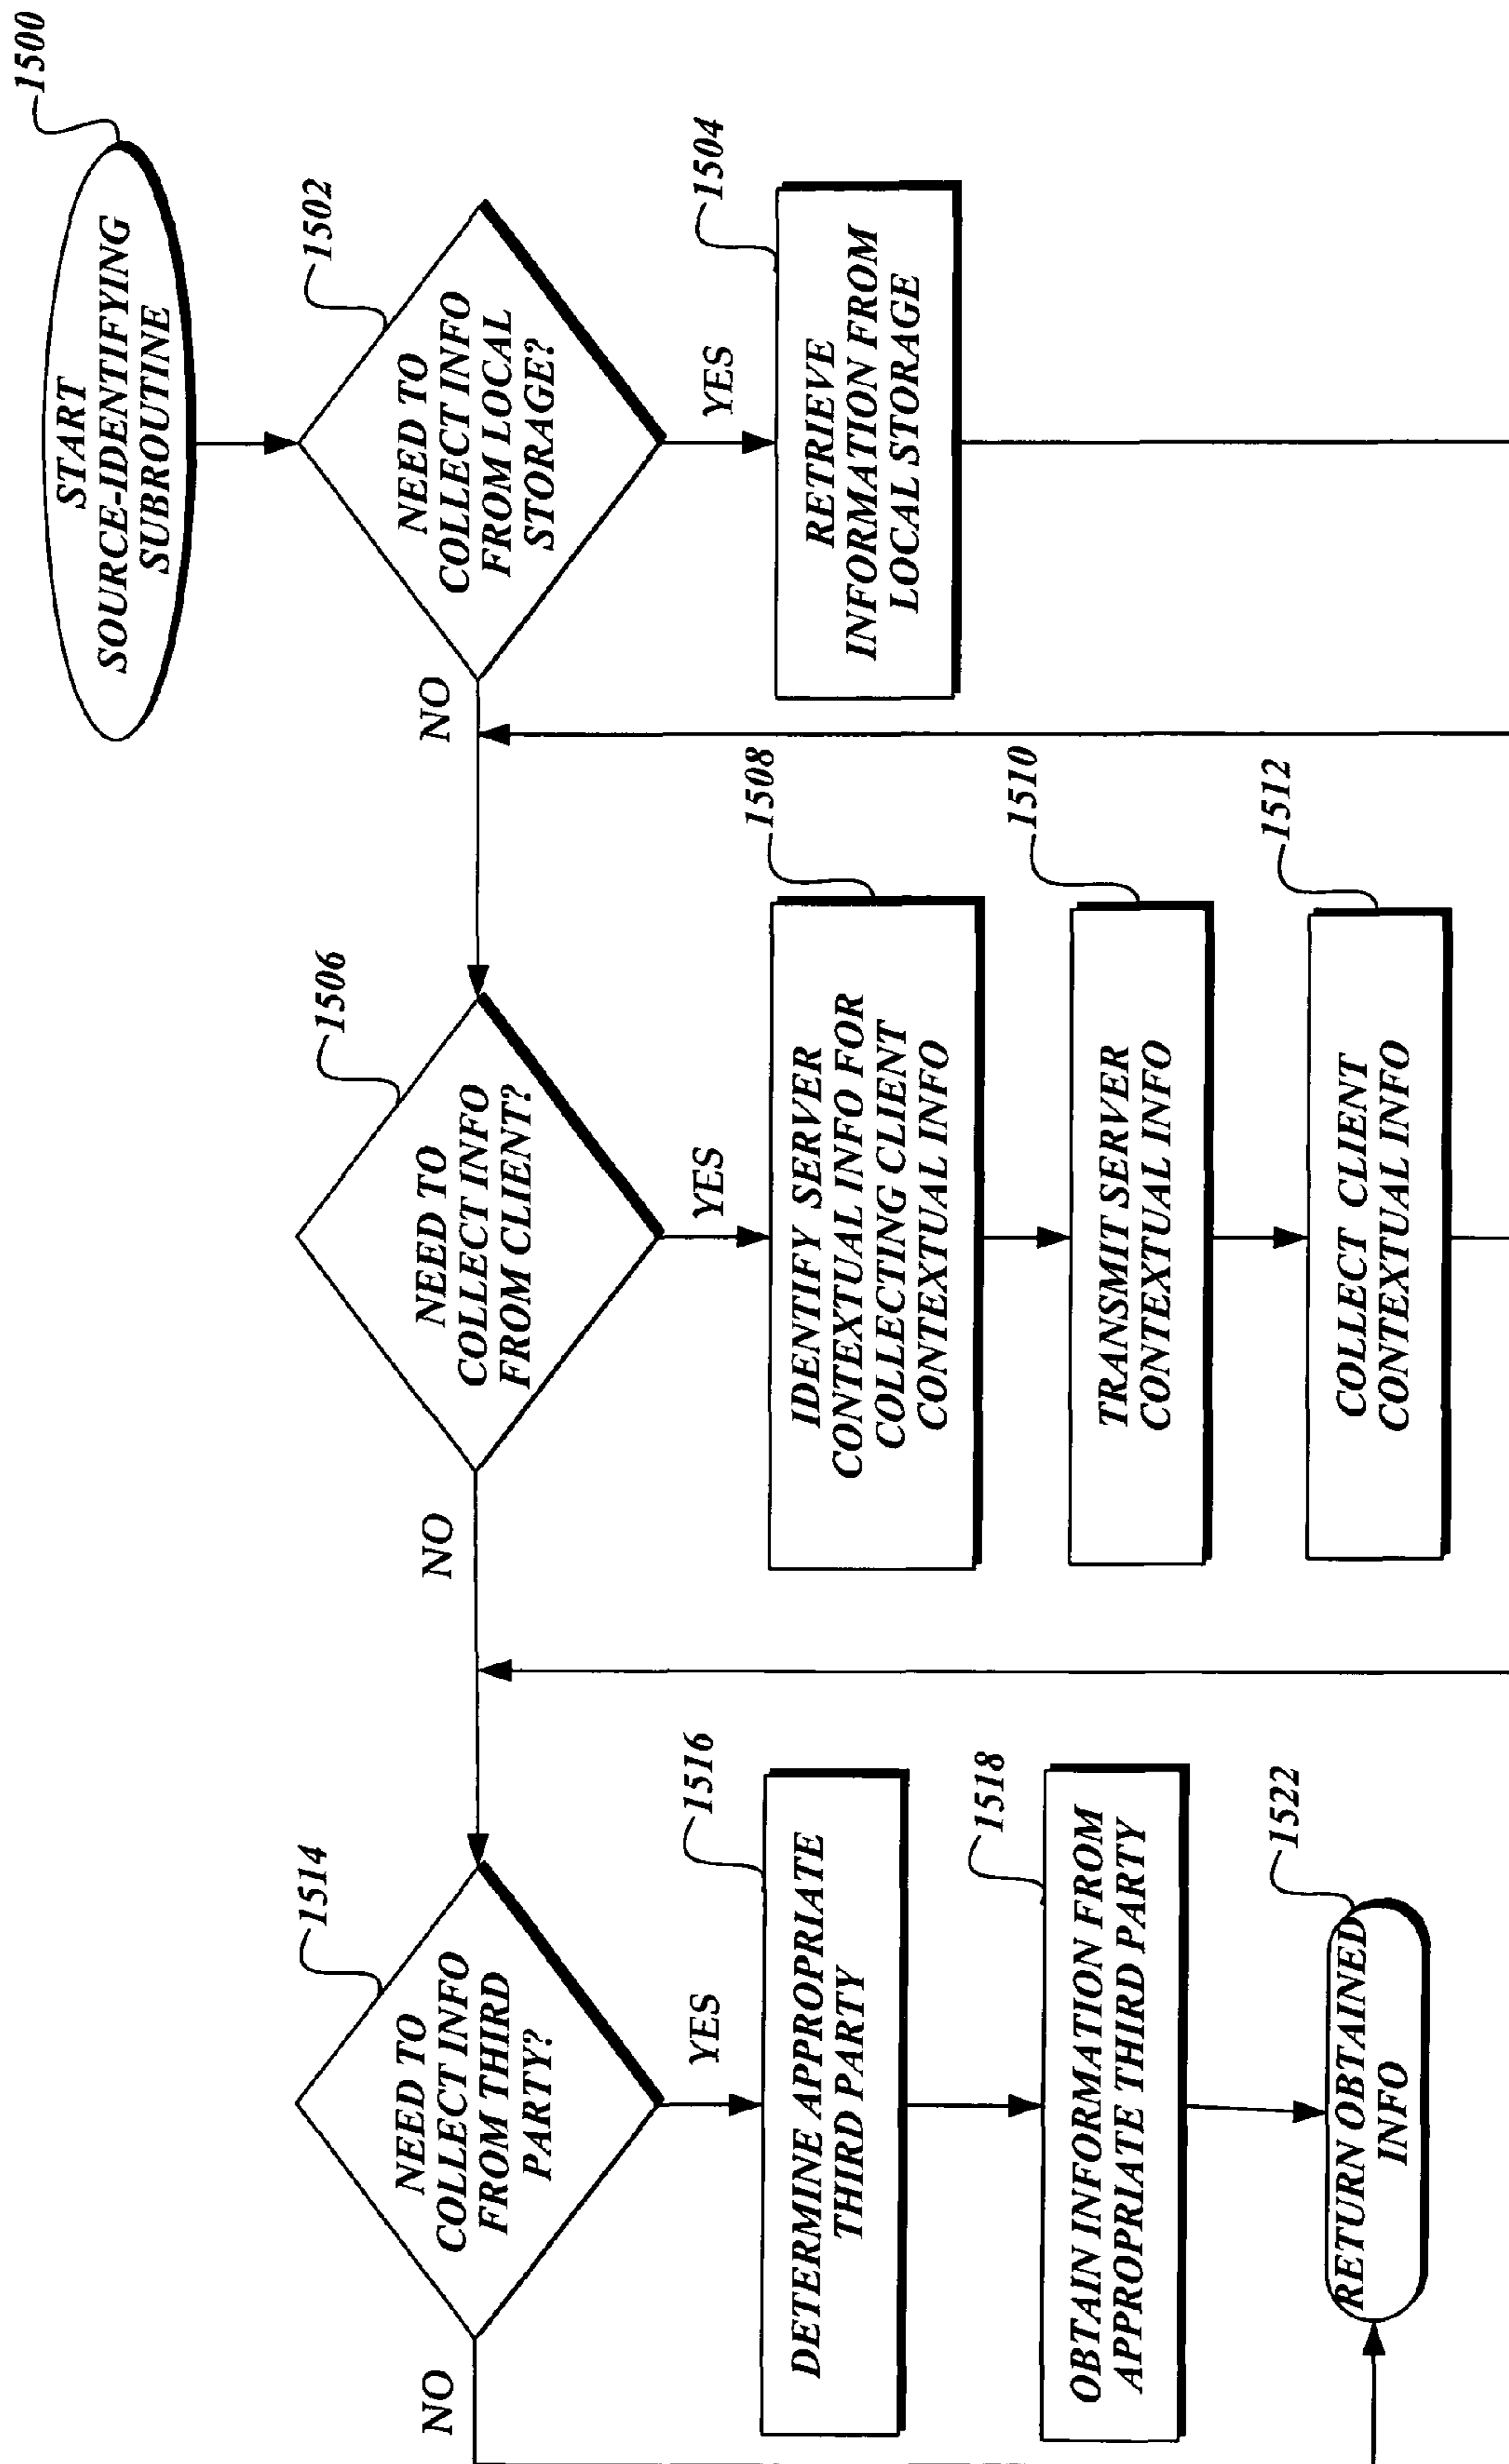 1500
START
SOURCE-IDENTIFYING
SUBROUTINE
1502
NEED TO
COLLECT INFO
FROM LOCAL
STORAGE?
YES
NO
1504
RETRIEVE
INFORMATION FROM
LOCAL STORAGE
1506
NEED TO
COLLECT INFO
FROM CLIENT?
YES
NO
1508
IDENTIFY SERVER
CONTEXTUAL INFO FOR
COLLECTING CLIENT
CONTEXTUAL INFO
1510
TRANSMIT SERVER
CONTEXTUAL INFO
1512
COLLECT CLIENT
CONTEXTUAL INFO
1514
NEED TO
COLLECT INFO
FROM THIRD
PARTY?
YES
NO
1516
DETERMINE APPROPRIATE
THIRD PARTY
1518
OBTAIN INFORMATION FROM
APPROPRIATE THIRD PARTY
1522
RETURN OBTAINED
INFO